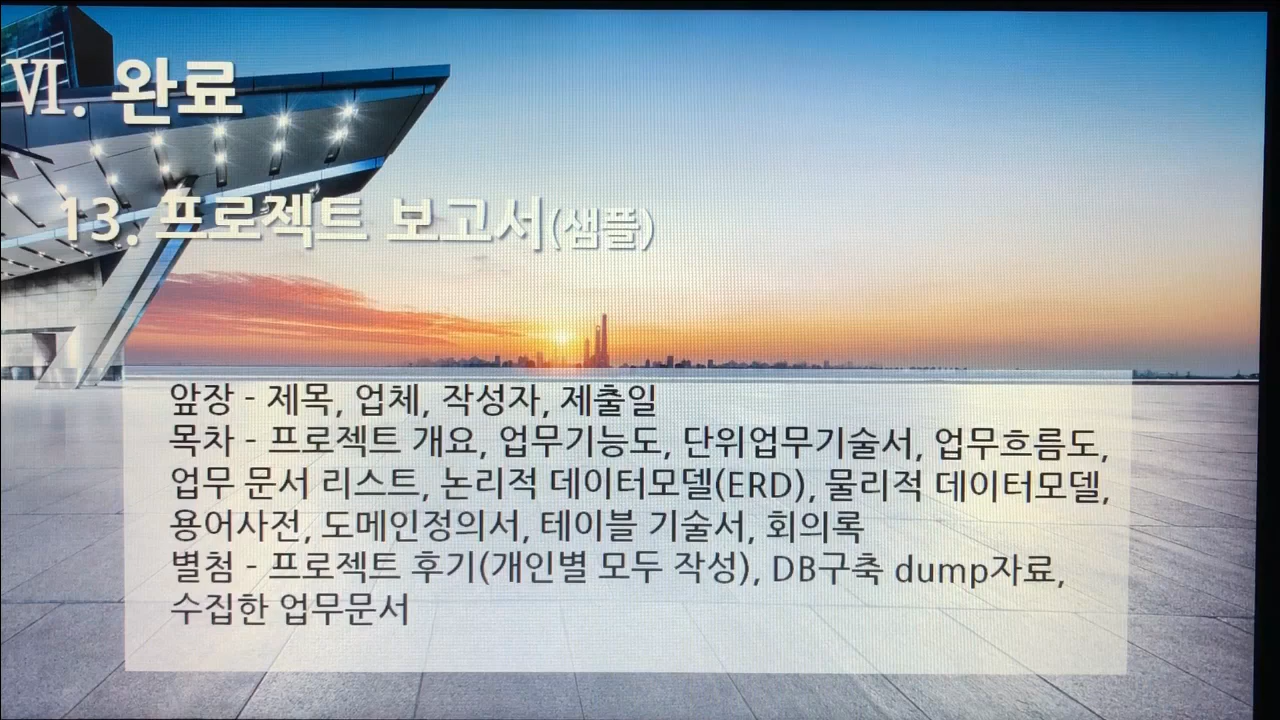 Ⅵ. 완료
13. 프로젝트 보고서(샘플)
앞장 - 제목, 업체, 작성자, 제출일
목차 - 프로젝트 개요, 업무기능도, 단위업무기술서, 업무흐름도,
업무 문서 리스트, 논리적 데이터모델(ERD), 물리적 데이터모델,
용어사전, 도메인정의서, 테이블 기술서, 회의록
별첨 - 프로젝트 후기(개인별 모두 작성), DB구축 dump자료,
수집한 업무문서